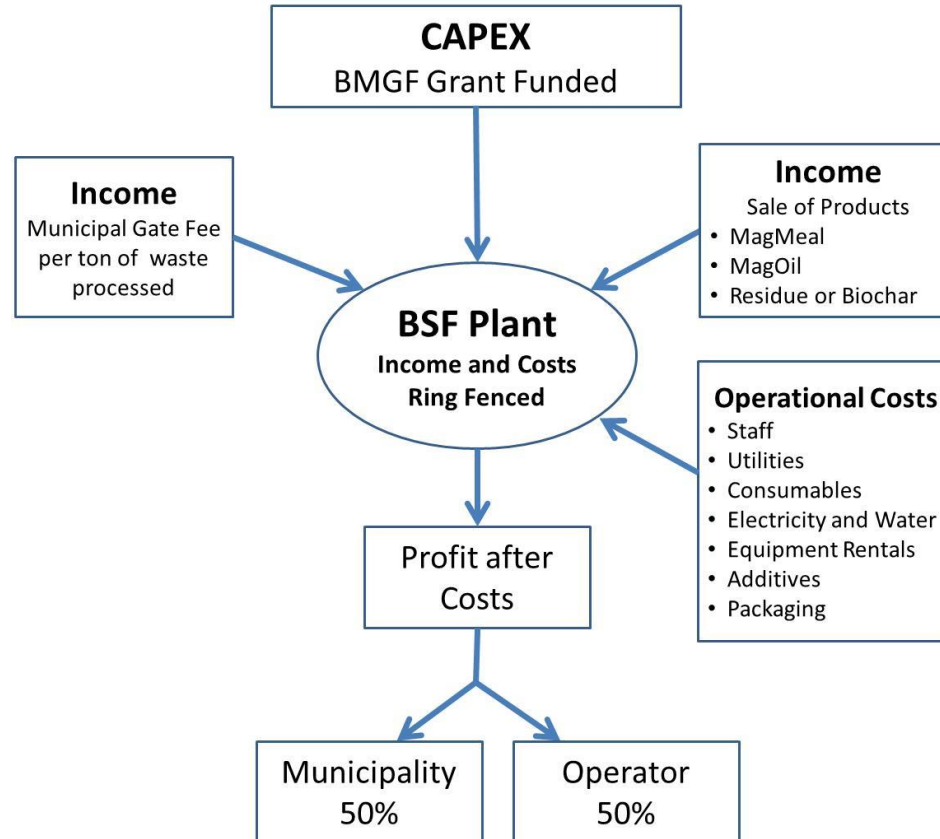 CAPEX
BMGF Grant Funded
Income
Municipal Gate Fee
per ton of waste
processed
Income
Sale of Products
• MagMeal
• MagOil
• Residue or Biochar
BSF Plant
Income and Costs
Ring Fenced
Operational Costs
• Staff
• Utilities
• Consumables
• Electricity and Water
• Equipment Rentals
• Additives
• Packaging
Profit after
Costs
Municipality
50%
Operator
50%